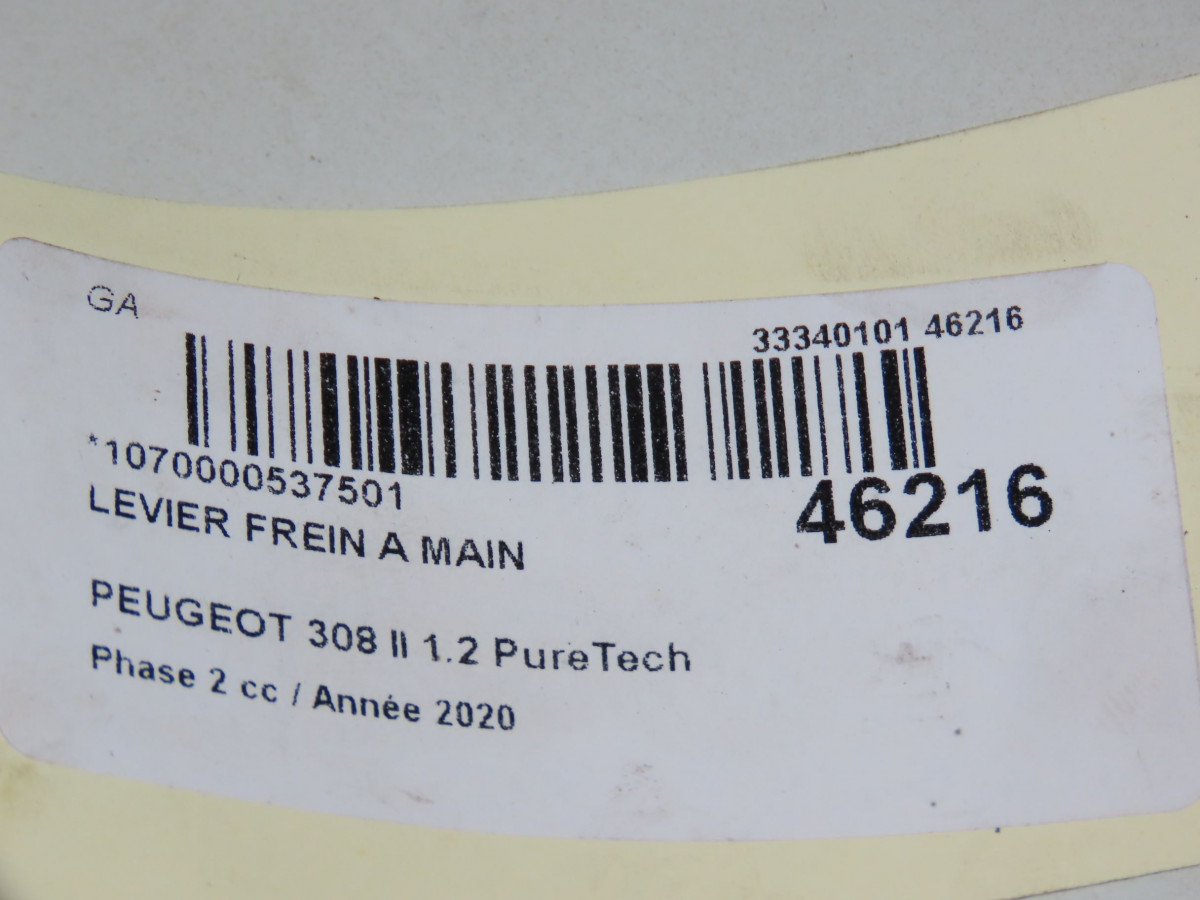 GA
33340101 46216
*1070000537501
46216
LEVIER FREIN A MAIN
PEUGEOT 308 II 1.2 PureTech
Phase 2 cc / Année 2020